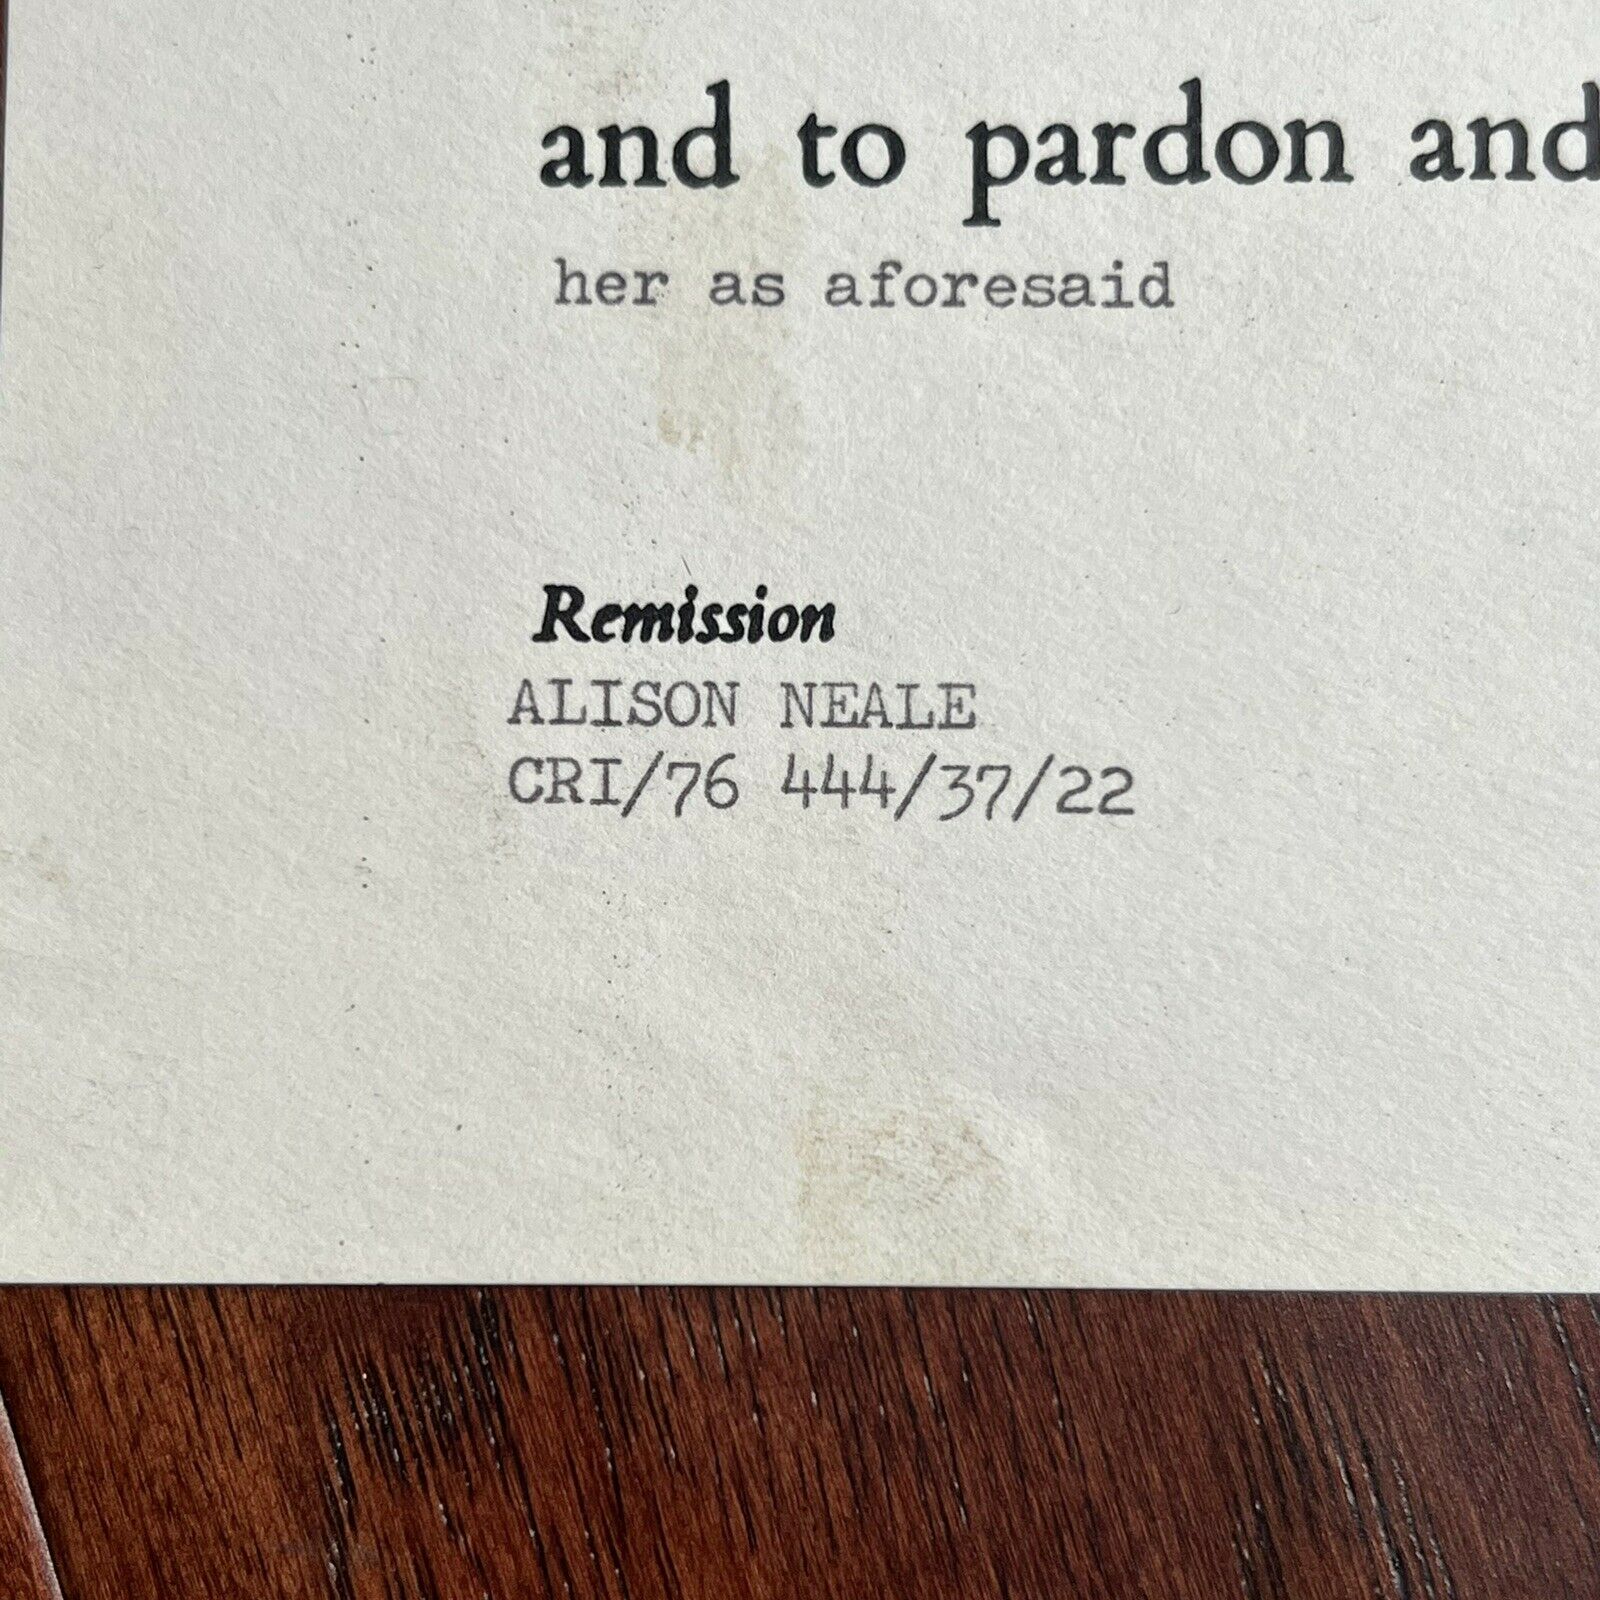 and to pardon and
her as aforesaid
Remission
ALISON NEALE
CRI/76 444/37/22